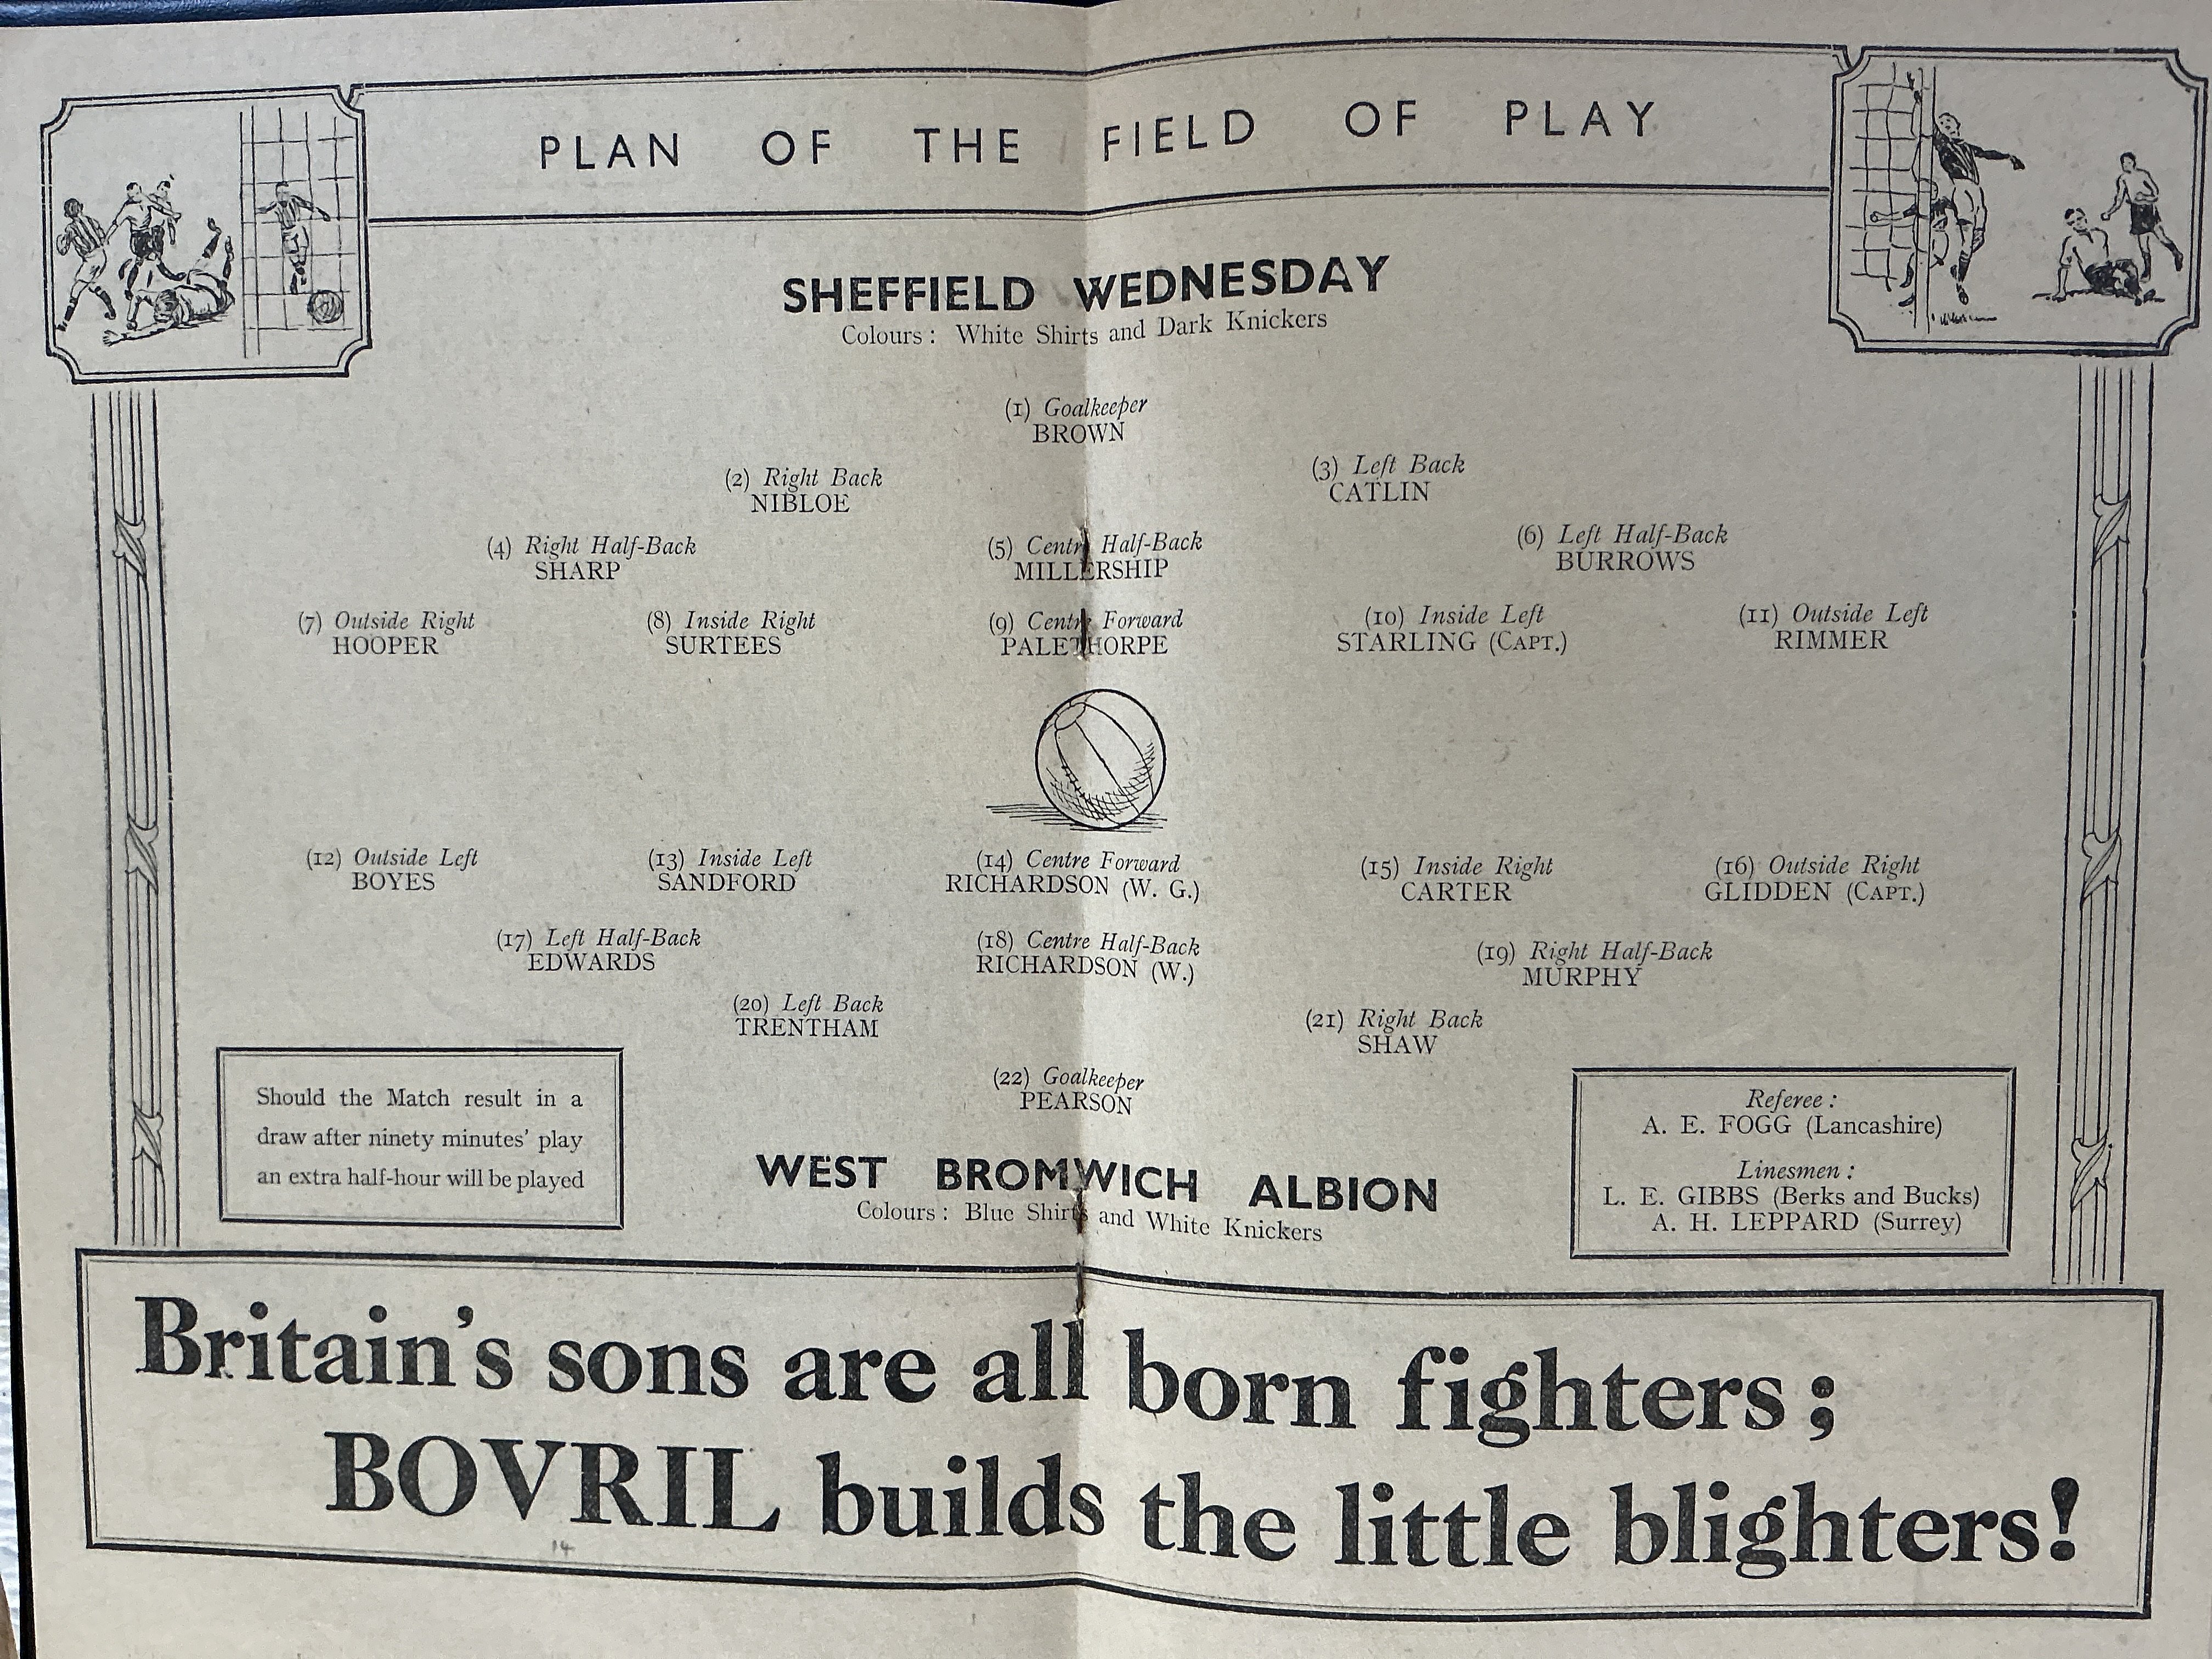 PLAN OF THE FIELD OF PLAY
SHEFFIELD WEDNESDAY
Colours : White Shirts and Dark Knickers
(1) Goalkeeper
BROWN
(2) Right Back
NIBLOE
(3) Left Back
CATLIN
(4) Right Half-Back
SHARP
(5) Centre Half-Back
MILLERSHIP
(6) Left Half-Back
BURROWS
(7) Outside Right
HOOPER
(8) Inside Right
SURTEES
(9) Centre Forward
PALETHORPE
(10) Inside Left
STARLING (CAPT.)
(11) Outside Left
RIMMER
(12) Outside Left
BOYES
(13) Inside Left
SANDFORD
(14) Centre Forward
RICHARDSON (W. G.)
(15) Inside Right
CARTER
(16) Outside Right
GLIDDEN (CAPT.)
(17) Left Half-Back
EDWARDS
(18) Centre Half-Back
RICHARDSON (W.)
(19) Right Half-Back
MURPHY
(20) Left Back
TRENTHAM
(21) Right Back
SHAW
(22) Goalkeeper
PEARSON
Should the Match result in a
draw after ninety minutes' play
an extra half-hour will be played
WEST BROMWICH ALBION
Colours : Blue Shirts and White Knickers
Referee :
A. E. FOGG (Lancashire)
Linesmen :
L. E. GIBBS (Berks and Bucks)
A. H. LEPPARD (Surrey)
Britain's sons are all born fighters ;
BOVRIL builds the little blighters!
14